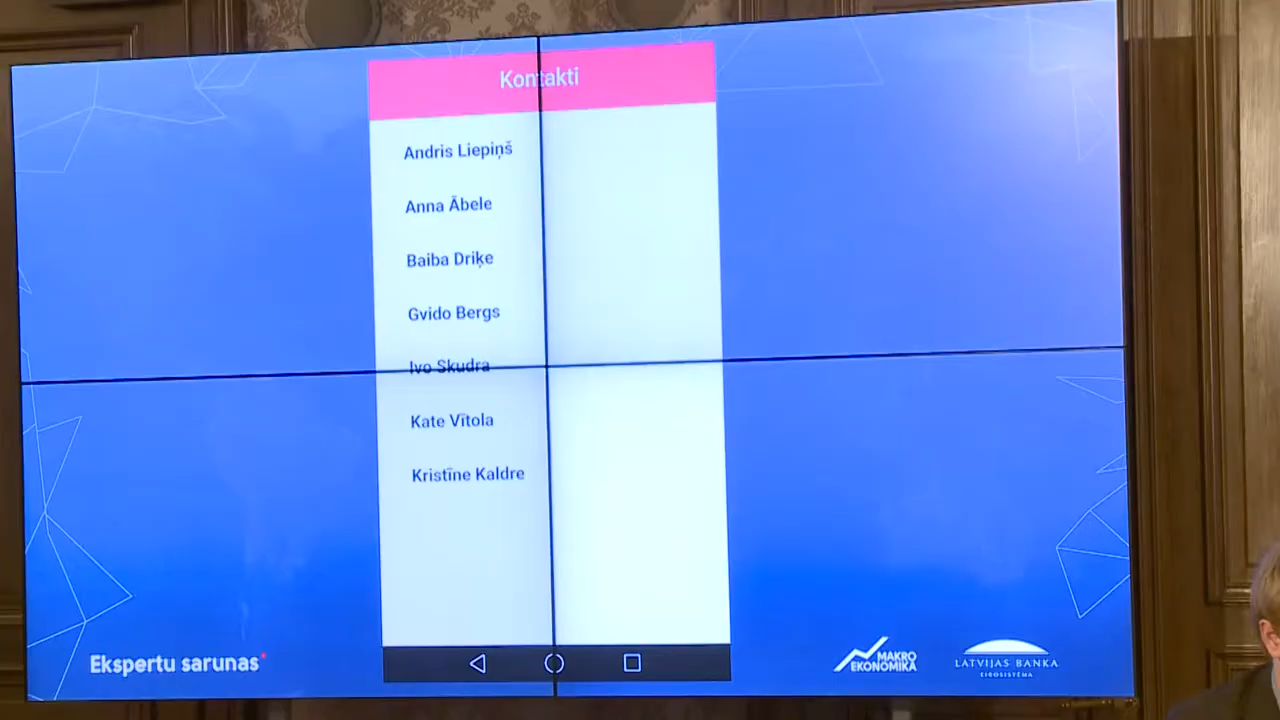 Kontakti
Andris Liepiņš
Anna Ābele
Baiba Driķe
Gvido Bergs
Ivo Skudra
Kate Vītola
Kristīne Kaldre
Ekspertu sarunas
MAKRO
EKONOMIKA
LATVIJAS BANKA
EIROSISTĒMA